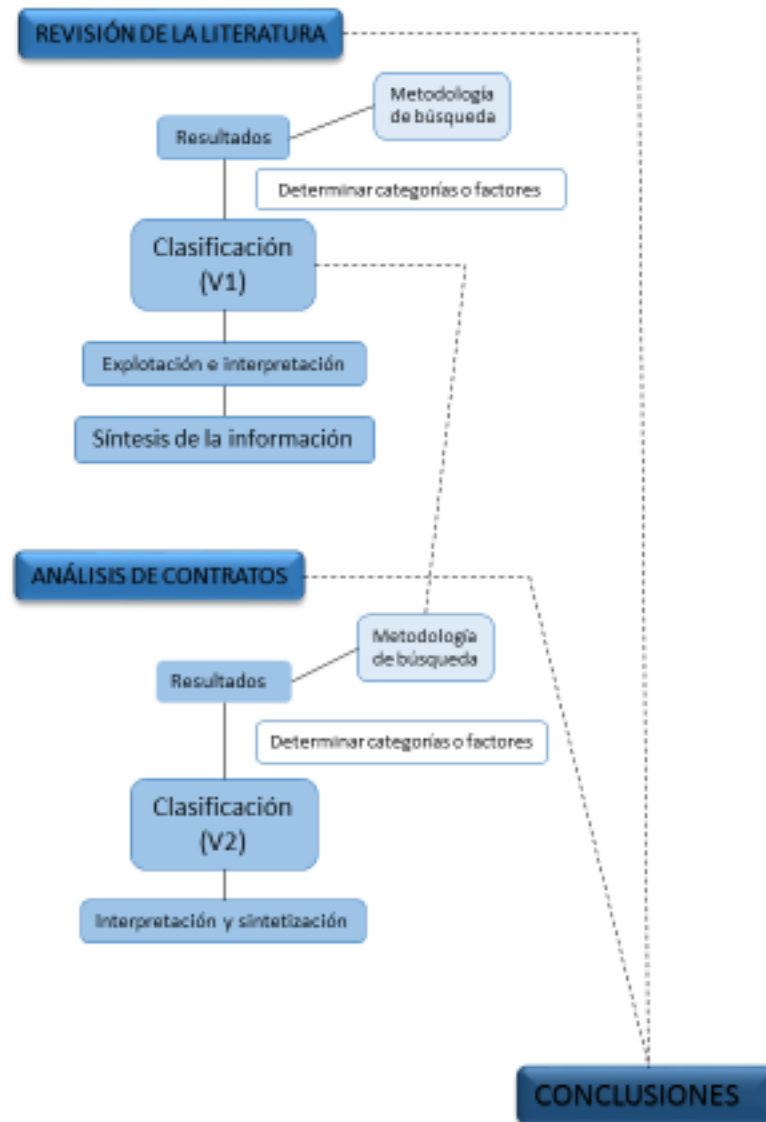 REVISIÓN DE LA LITERATURA
Metodología
de búsqueda
Resultados
Determinar categorías o factores
Clasificación
(V1)
Explotación e interpretación
Síntesis de la información
ANÁLISIS DE CONTRATOS
Metodología
de búsqueda
Resultados
Determinar categorías o factores
Clasificación
(V2)
Interpretación y sintetización
CONCLUSIONES